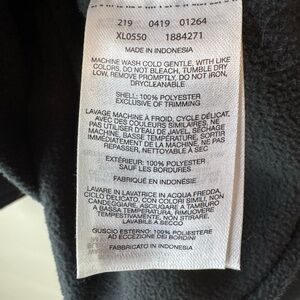 219 0419 01264
XL0550 1884271
MADE IN INDONESIA
MACHINE WASH COLD GENTLE, WITH LIKE
COLORS, DO NOT BLEACH, TUMBLE DRY
LOW, REMOVE PROMPTLY, DO NOT IRON,
DRYCLEANABLE
SHELL: 100% POLYESTER
EXCLUSIVE OF TRIMMING
LAVAGE MACHINE À FROID, CYCLE DÉLICAT,
AVEC DES COULEURS SIMILAIRES, NE
PAS UTILISER D'EAU DE JAVEL, SÉCHAGE
MACHINE, BASSE TEMPÉRATURE, SORTIR
IMMÉDIATEMENT DE LA MACHINE, NE PAS
REPASSER, NETTOYABLE À SEC
EXTÉRIEUR: 100% POLYESTER
SAUF LES BORDURES
FABRIQUÉ EN INDONÉSIE
LAVARE IN LAVATRICE IN ACQUA FREDDA,
CICLO DELICATO, CON COLORI SIMILI, NON
CANDEGGIARE, ASCIUGARE A TAMBURO
A BASSA TEMPERATURA, RIMUOVERE
TEMPESTIVAMENTE, NON STIRARE,
LAVABILE A SECCO
GUSCIO ESTERNO: 100% POLYESTER
AD ECCEZIONE DEI BORDINI
FABBRICATO IN INDONESIA